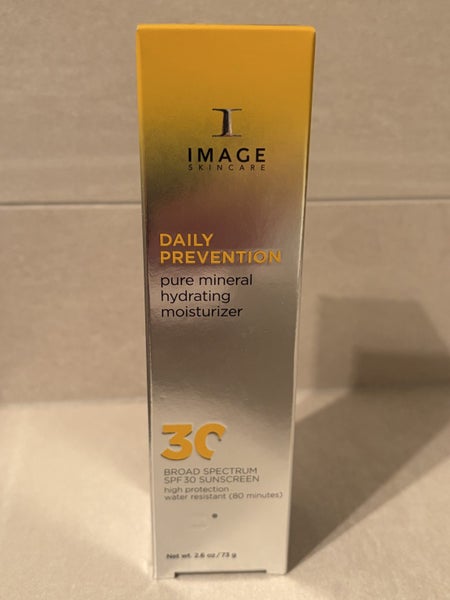 I
IMAGE
SKINCARE
DAILY
PREVENTION
pure mineral
hydrating
moisturizer
30
BROAD SPECTRUM
SPF 30 SUNSCREEN
high protection
water resistant (80 minutes)
Net wt. 2.6 oz/73 g